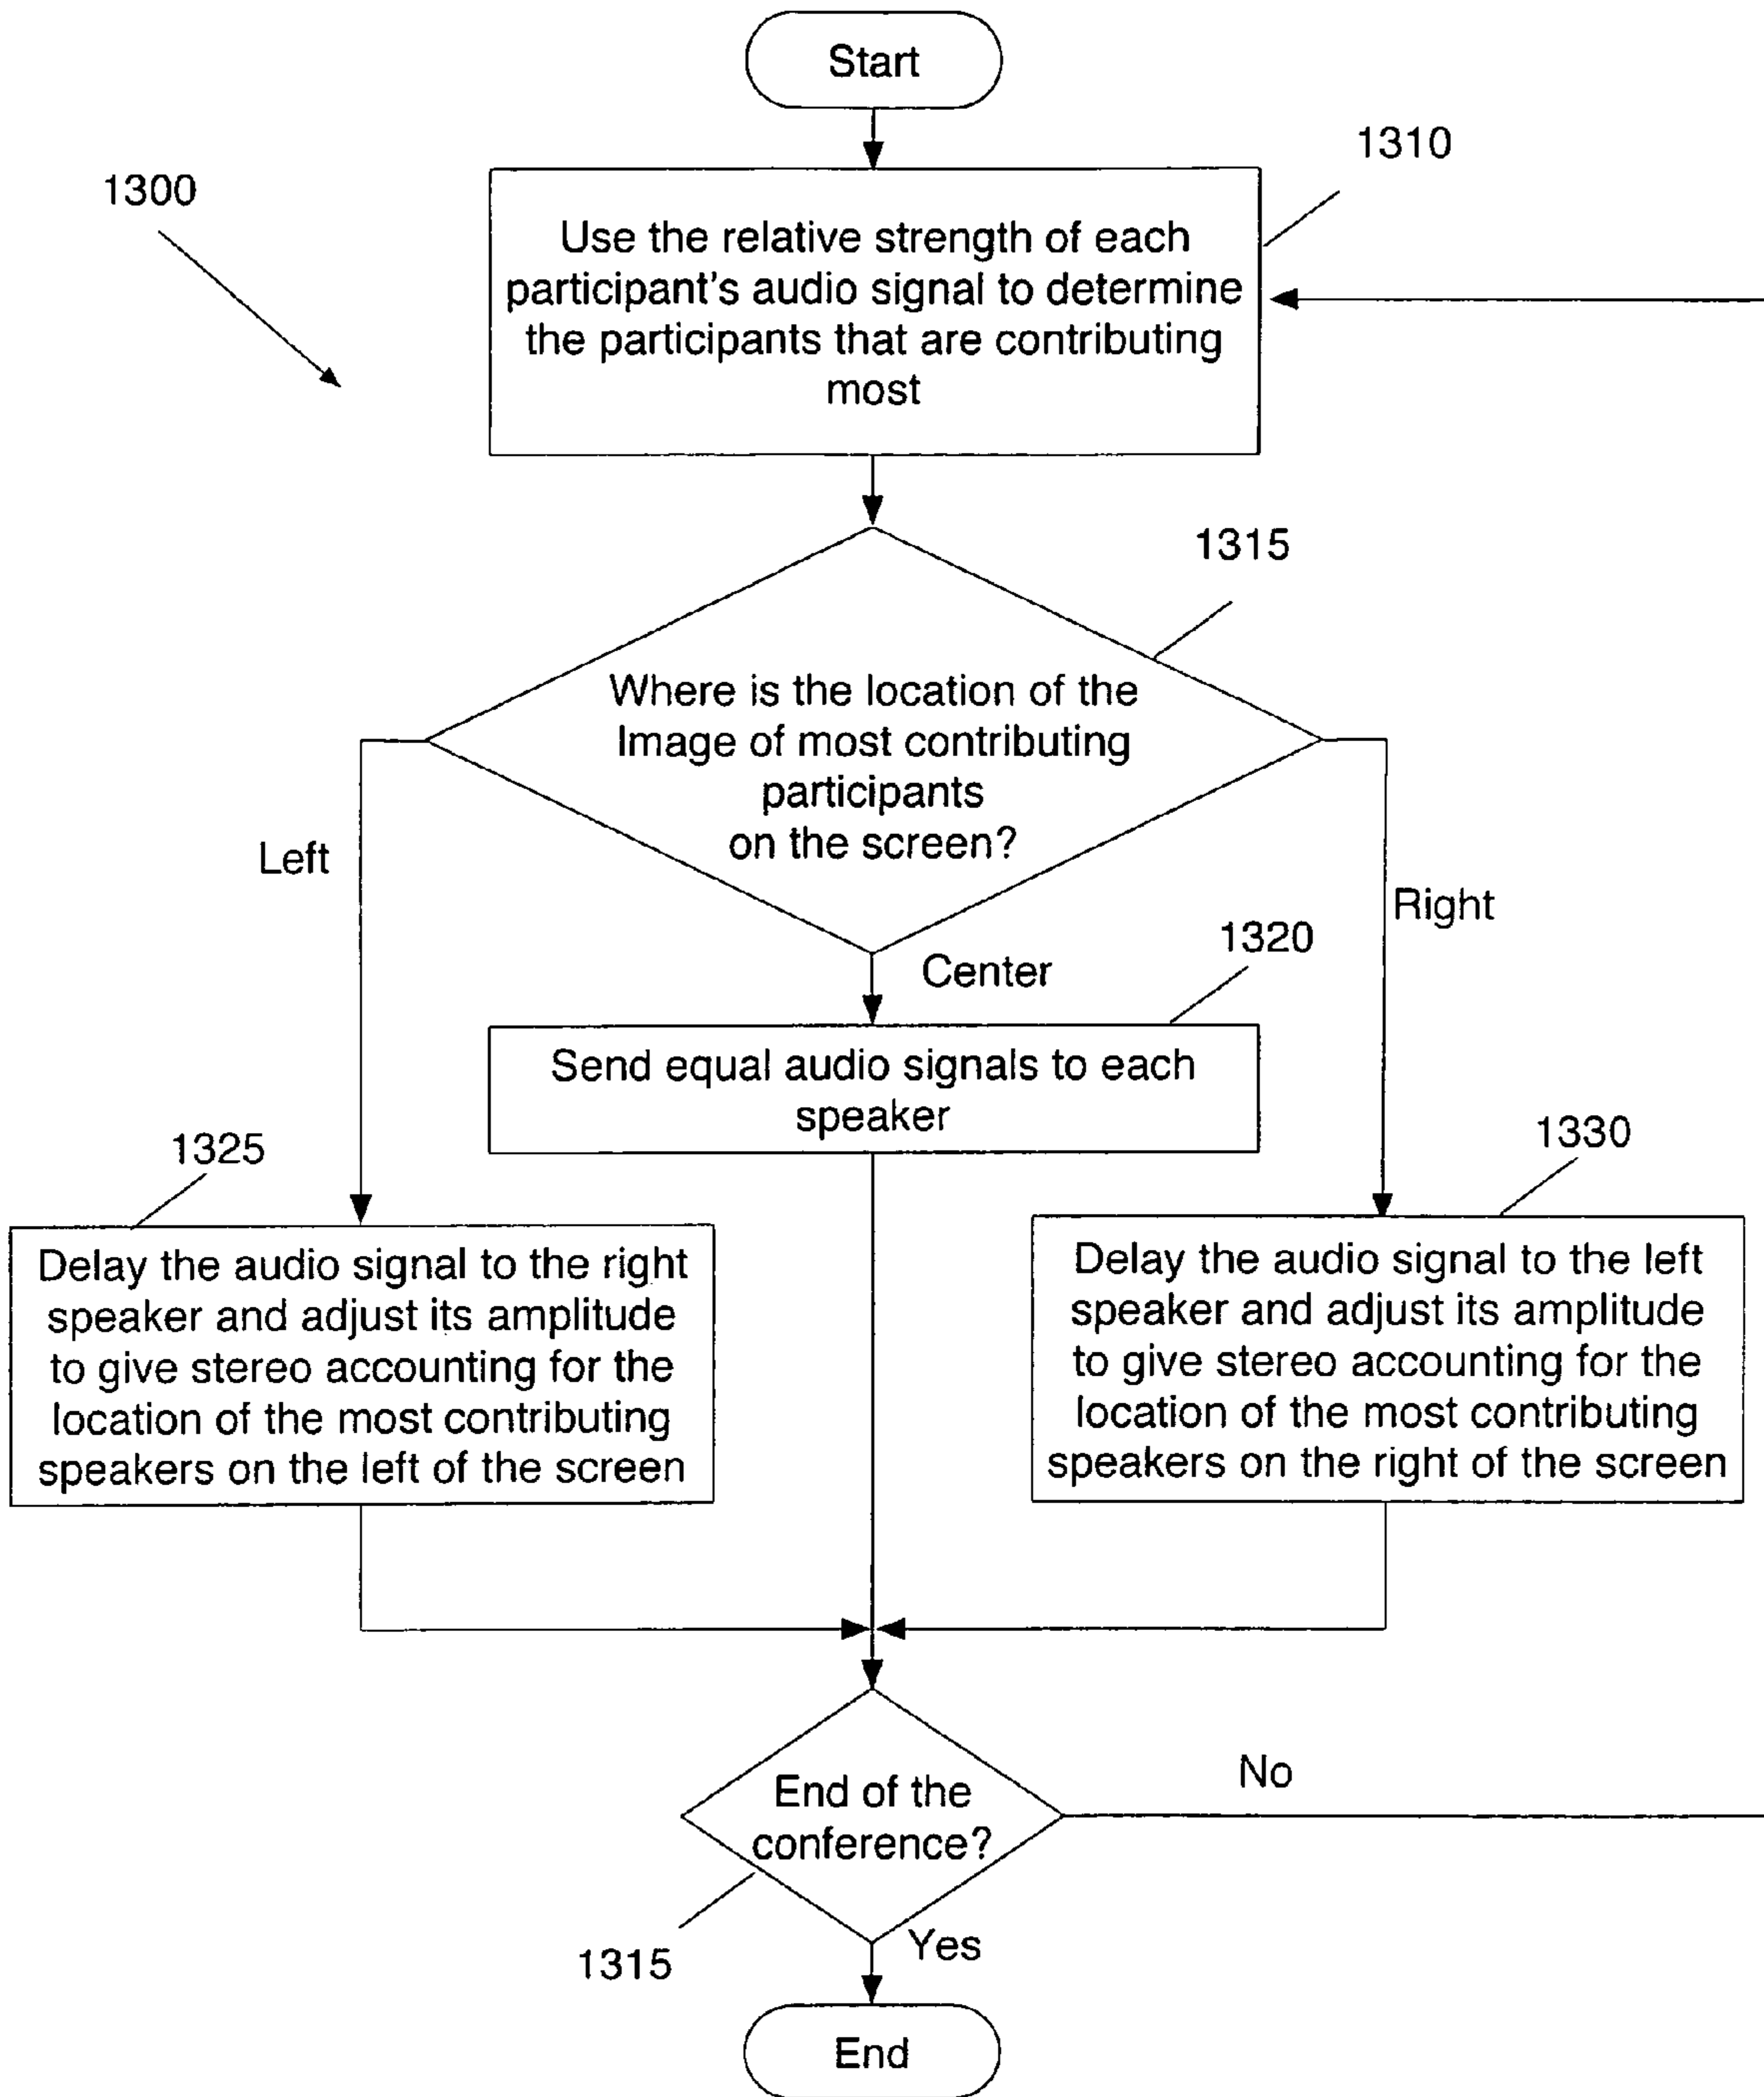 Start
1310
1300
Use the relative strength of each
participant's audio signal to determine
the participants that are contributing
most
1315
Where is the location of the
Image of most contributing
participants
on the screen?
Left
Right
1320
Center
Send equal audio signals to each
speaker
1325
1330
Delay the audio signal to the right
speaker and adjust its amplitude
to give stereo accounting for the
location of the most contributing
speakers on the left of the screen
Delay the audio signal to the left
speaker and adjust its amplitude
to give stereo accounting for the
location of the most contributing
speakers on the right of the screen
No
End of the
conference?
1315
Yes
End